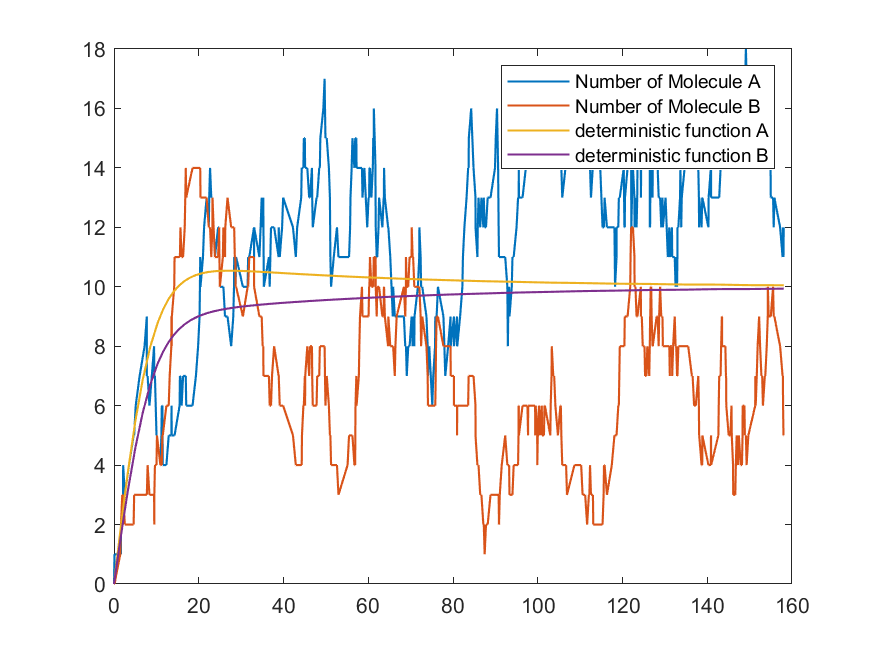 18
16
14
12
10
8
6
4
2
0
Number of Molecule A
Number of Molecule B
deterministic function A
deterministic function B
0 20 40 60 80 100 120 140 160